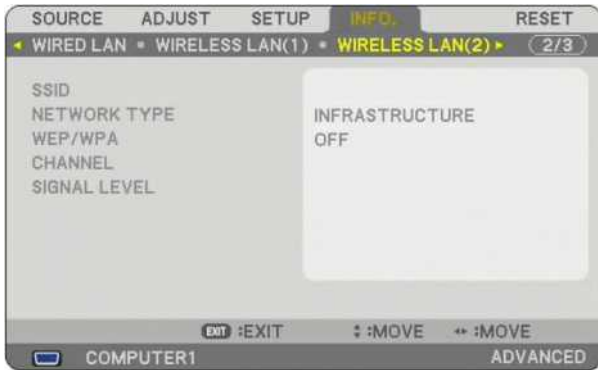 SOURCE ADJUST SETUP INFO. RESET
WIRED LAN WIRELESS LAN(1) WIRELESS LAN(2) 2/3
SSID
NETWORK TYPE INFRASTRUCTURE
WEP/WPA OFF
CHANNEL
SIGNAL LEVEL
EXIT :EXIT :MOVE :MOVE
COMPUTER1 ADVANCED